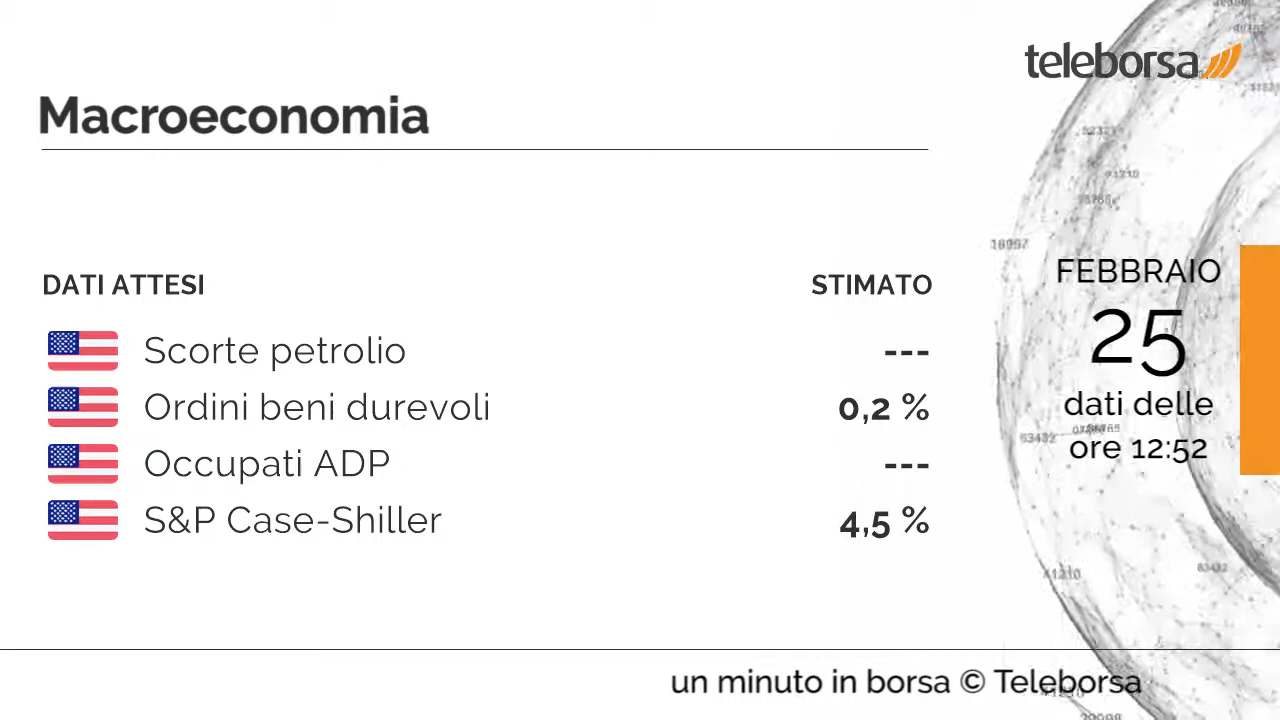 teleborsa
Macroeconomia
DATI ATTESI STIMATO
Scorte petrolio ---
Ordini beni durevoli 0,2 %
Occupati ADP ---
S&P Case-Shiller 4,5 %
FEBBRAIO
25
dati delle
ore 12:52
un minuto in borsa © Teleborsa